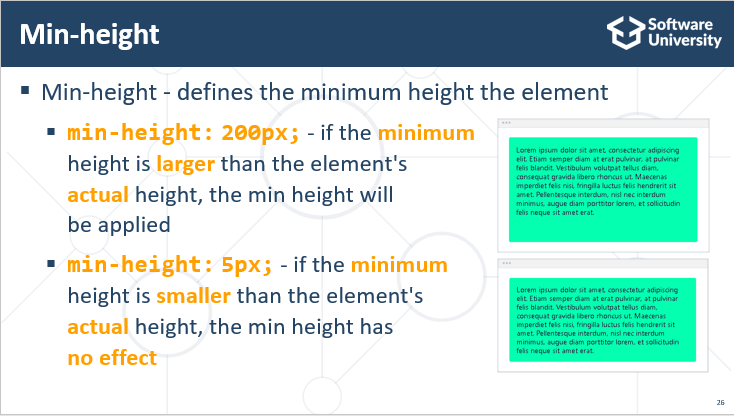 Min-height
Software
University
▪ Min-height - defines the minimum height the element
▪ min-height: 200px; - if the minimum
height is larger than the element's
actual height, the min height will
be applied
▪ min-height: 5px; - if the minimum
height is smaller than the element's
actual height, the min height has
no effect
Lorem ipsum dolor sit amet, consectetur adipiscing
elit. Etiam semper diam at erat pulvinar, at pulvinar
felis blandit. Vestibulum volutpat tellus diam,
consequat gravida libero rhoncus ut. Maecenas
imperdiet felis nisi, fringilla luctus felis hendrerit sit
amet. Pellentesque interdum, nisl nec interdum
minimus, augue diam porttitor lorem, et sollicitudin
felis neque sit amet erat.
Lorem ipsum dolor sit amet, consectetur adipiscing
elit. Etiam semper diam at erat pulvinar, at pulvinar
felis blandit. Vestibulum volutpat tellus diam,
consequat gravida libero rhoncus ut. Maecenas
imperdiet felis nisi, fringilla luctus felis hendrerit sit
amet. Pellentesque interdum, nisl nec interdum
minimus, augue diam porttitor lorem, et sollicitudin
felis neque sit amet erat.
26